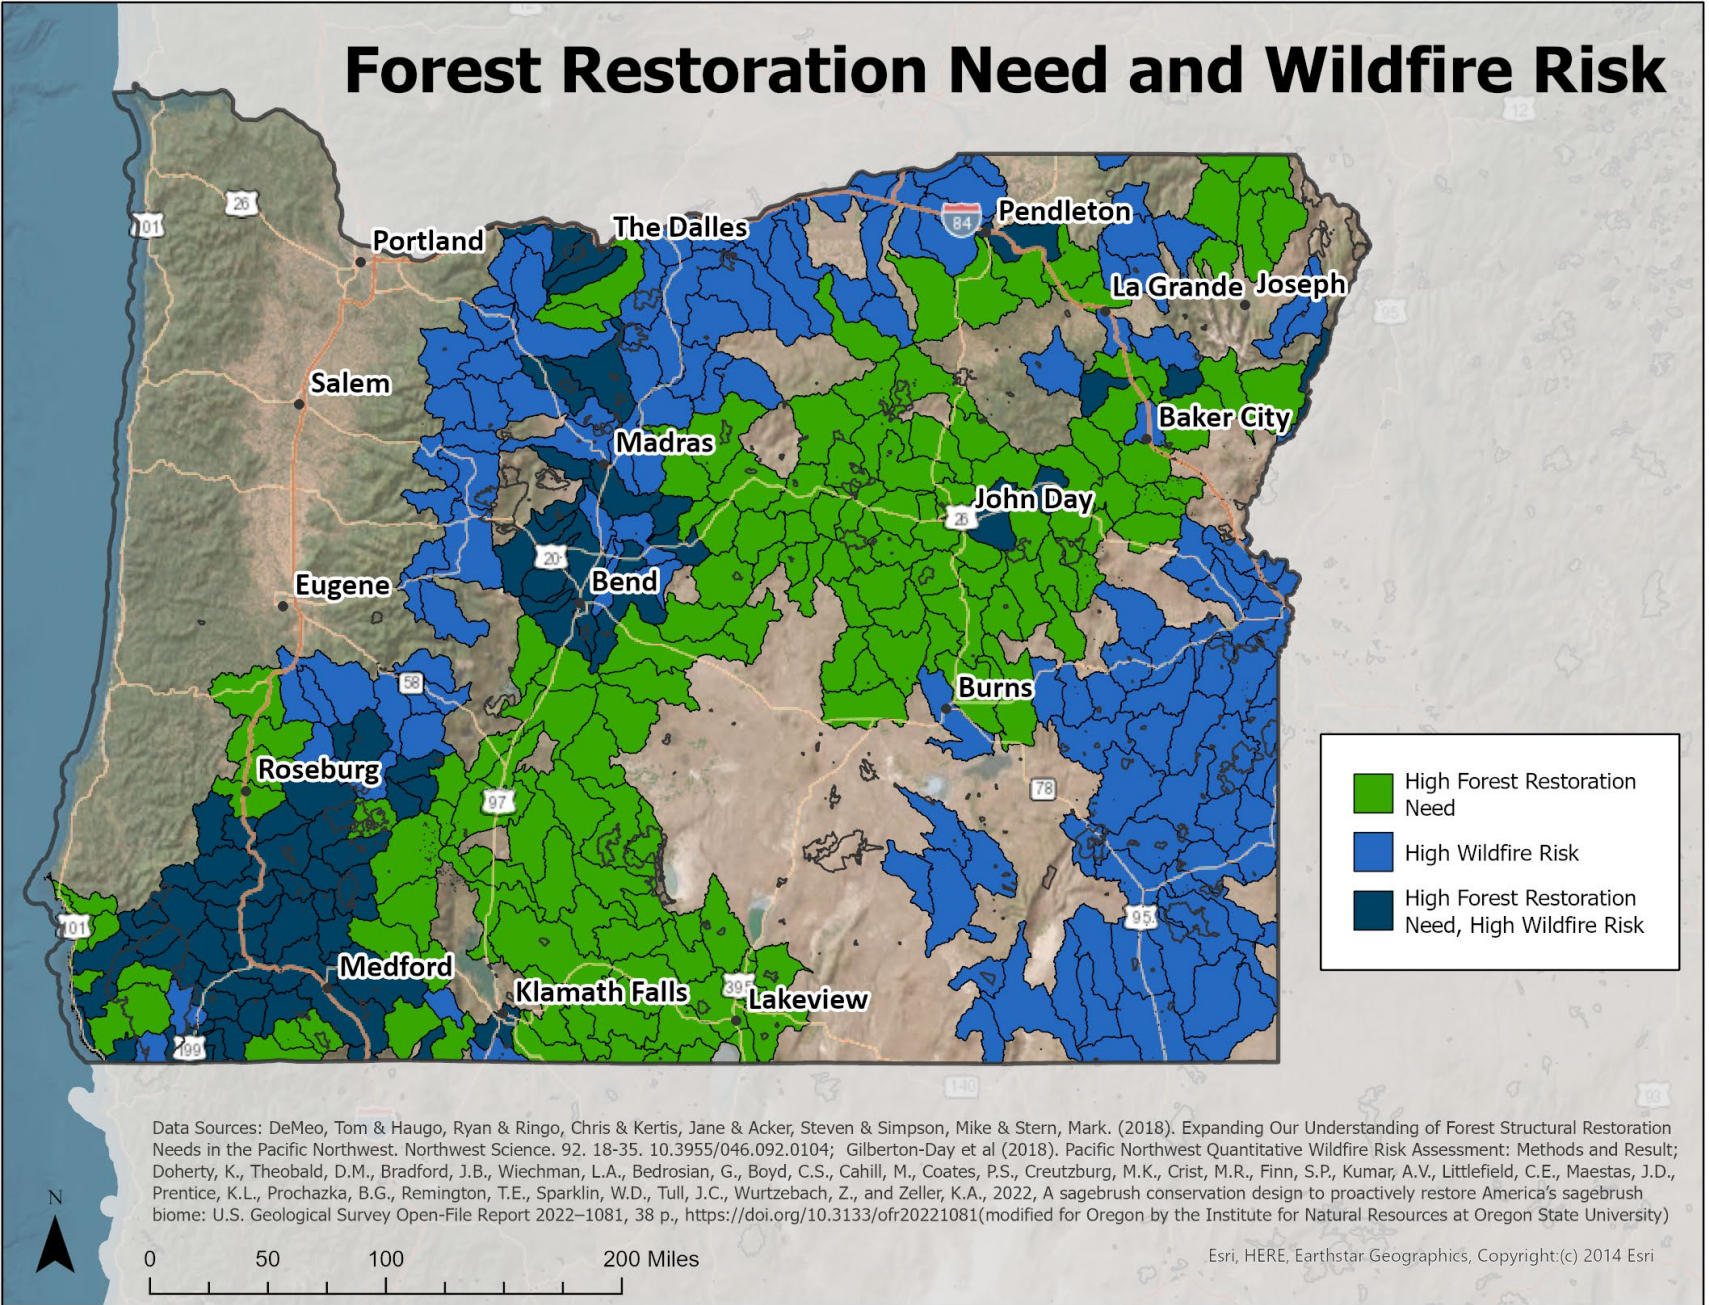 Forest Restoration Need and Wildfire Risk
12
26
101
Portland
The Dalles
Pendleton
84
La Grande
Joseph
95
Salem
Baker City
Madras
John Day
26
20
Eugene
Bend
58
Burns
Roseburg
97
78
High Forest Restoration
Need
High Wildfire Risk
High Forest Restoration
Need, High Wildfire Risk
101
95
Medford
Klamath Falls
395
Lakeview
199
140
93
Data Sources: DeMeo, Tom & Haugo, Ryan & Ringo, Chris & Kertis, Jane & Acker, Steven & Simpson, Mike & Stern, Mark. (2018). Expanding Our Understanding of Forest Structural Restoration
Needs in the Pacific Northwest. Northwest Science. 92. 18-35. 10.3955/046.092.0104; Gilberton-Day et al (2018). Pacific Northwest Quantitative Wildfire Risk Assessment: Methods and Result;
Doherty, K., Theobald, D.M., Bradford, J.B., Wiechman, L.A., Bedrosian, G., Boyd, C.S., Cahill, M., Coates, P.S., Creutzburg, M.K., Crist, M.R., Finn, S.P., Kumar, A.V., Littlefield, C.E., Maestas, J.D.,
Prentice, K.L., Prochazka, B.G., Remington, T.E., Sparklin, W.D., Tull, J.C., Wurtzebach, Z., and Zeller, K.A., 2022, A sagebrush conservation design to proactively restore America’s sagebrush
biome: U.S. Geological Survey Open-File Report 2022–1081, 38 p., https://doi.org/10.3133/ofr20221081(modified for Oregon by the Institute for Natural Resources at Oregon State University)
N
0 50 100 200 Miles
Esri, HERE, Earthstar Geographics, Copyright:(c) 2014 Esri